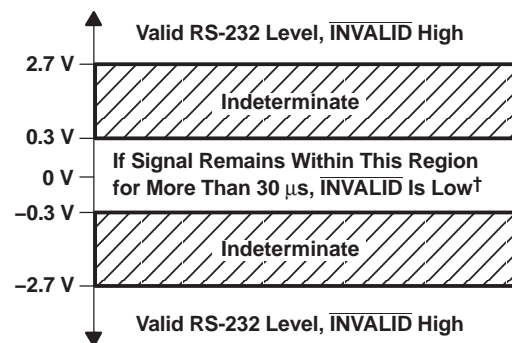 Valid RS-232 Level, INVALID High
2.7 V
Indeterminate
0.3 V
If Signal Remains Within This Region
0 V
for More Than 30 μs, INVALID Is Low†
–0.3 V
Indeterminate
–2.7 V
Valid RS-232 Level, INVALID High